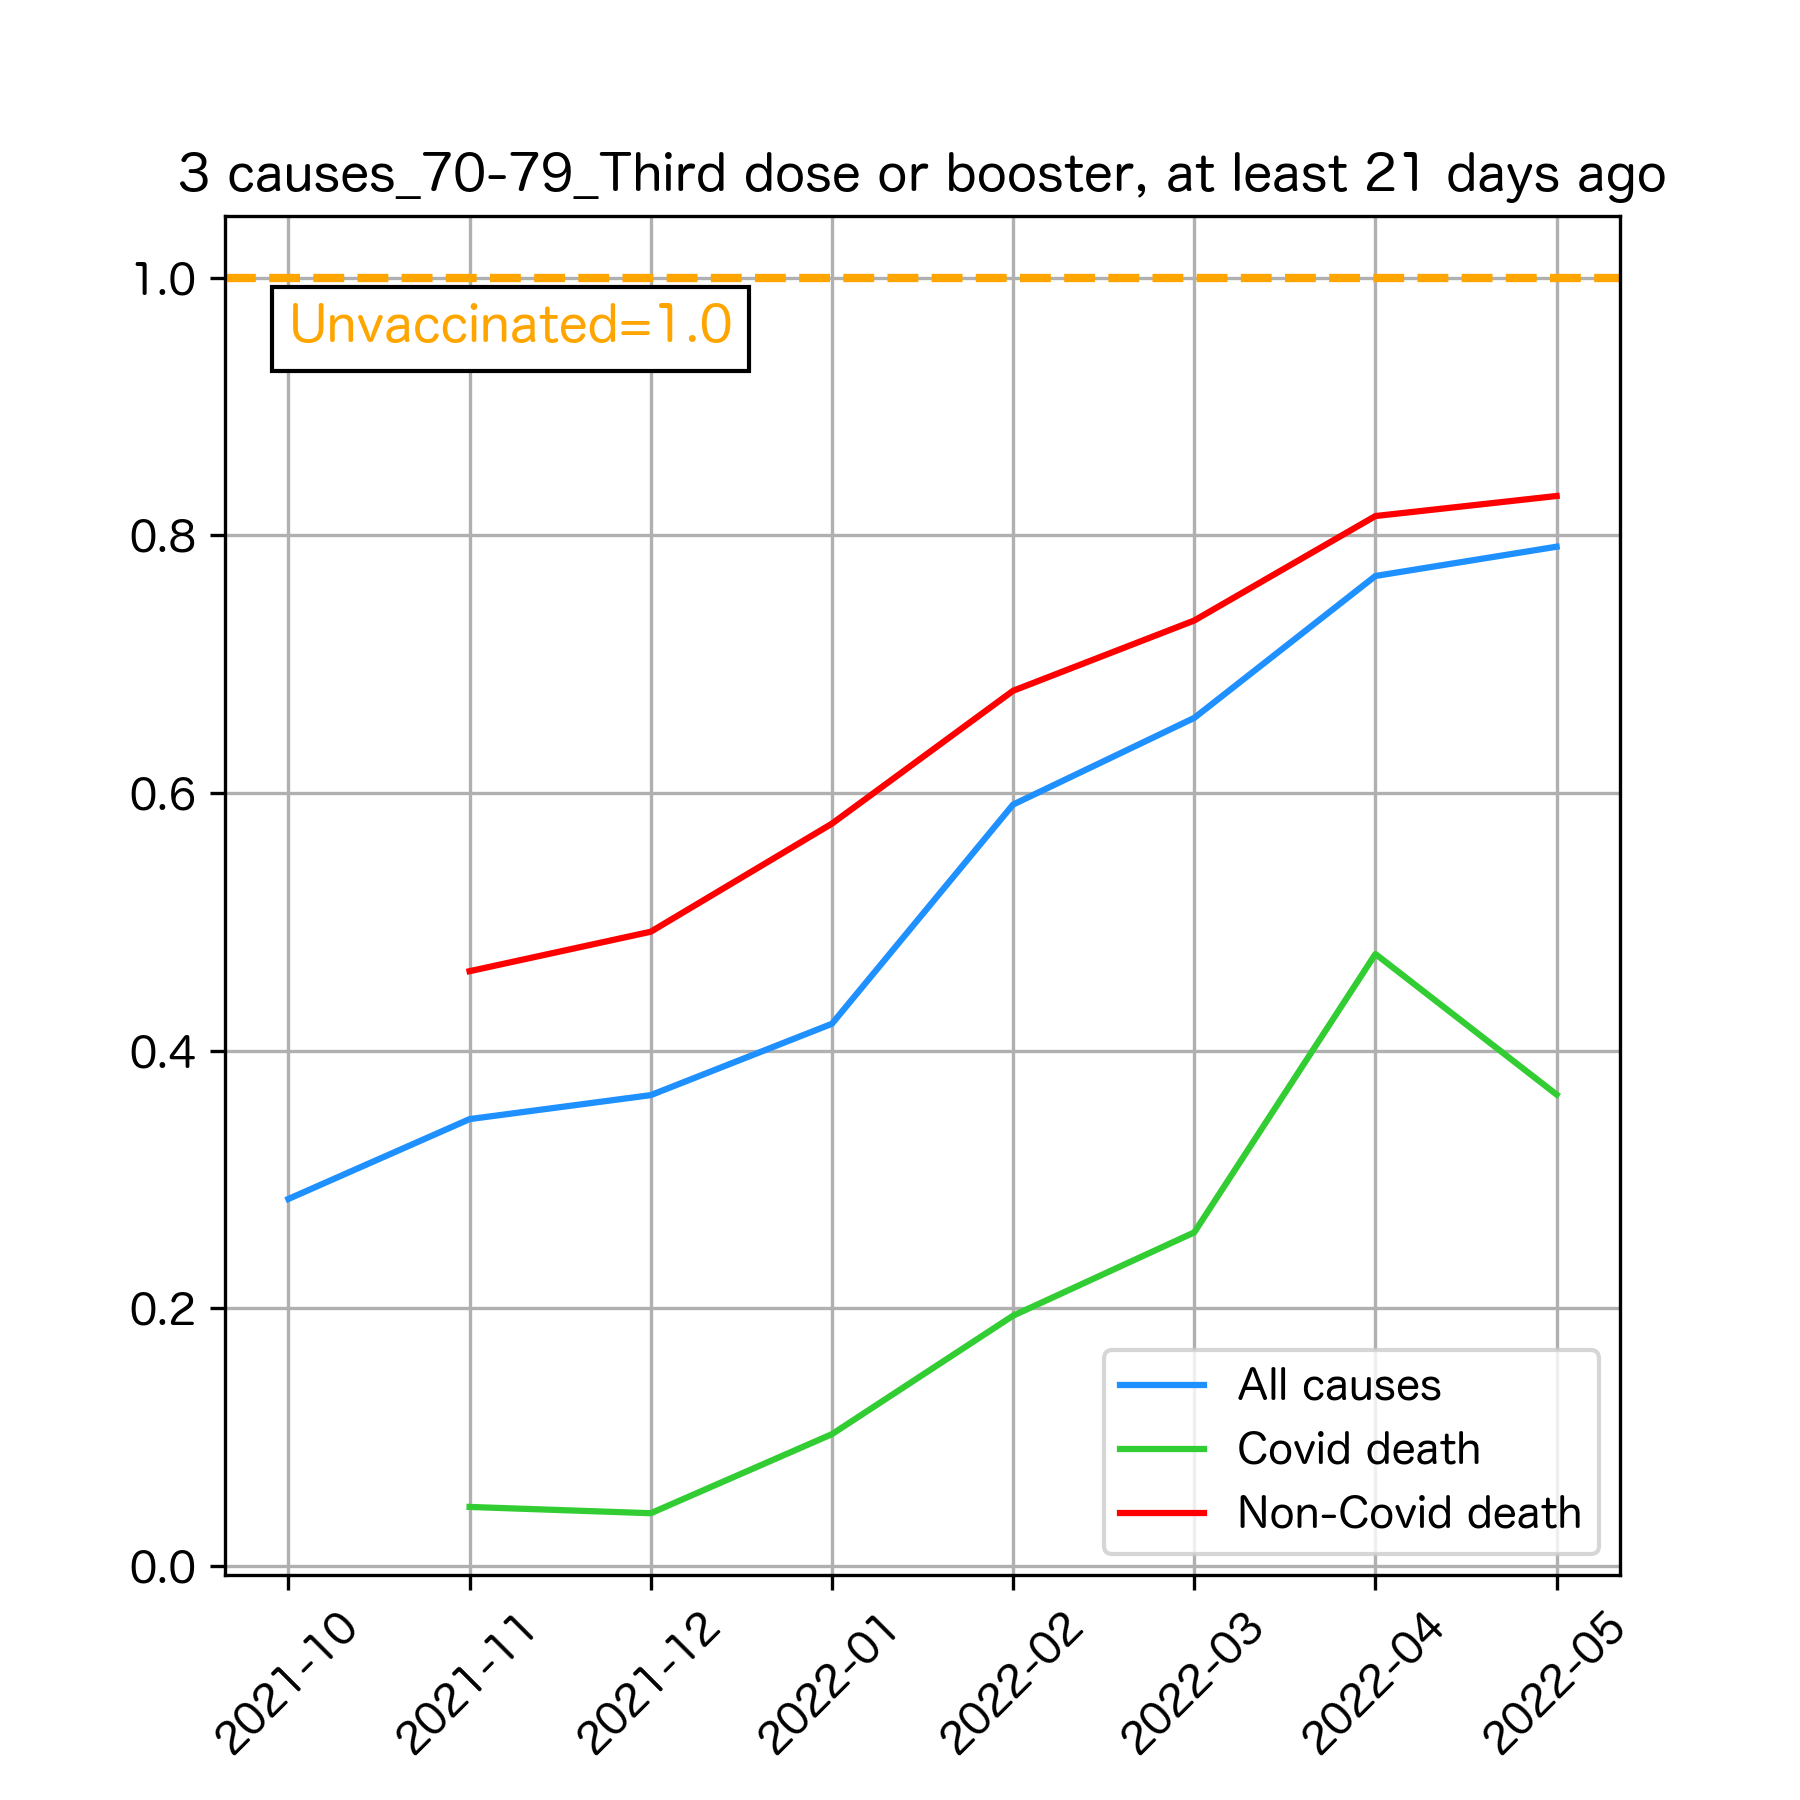 3 causes_70-79_Third dose or booster, at least 21 days ago
1.0
Unvaccinated=1.0
0.8
0.6
0.4
0.2
0.0
All causes
Covid death
Non-Covid death
2021-10
2021-11
2021-12
2022-01
2022-02
2022-03
2022-04
2022-05